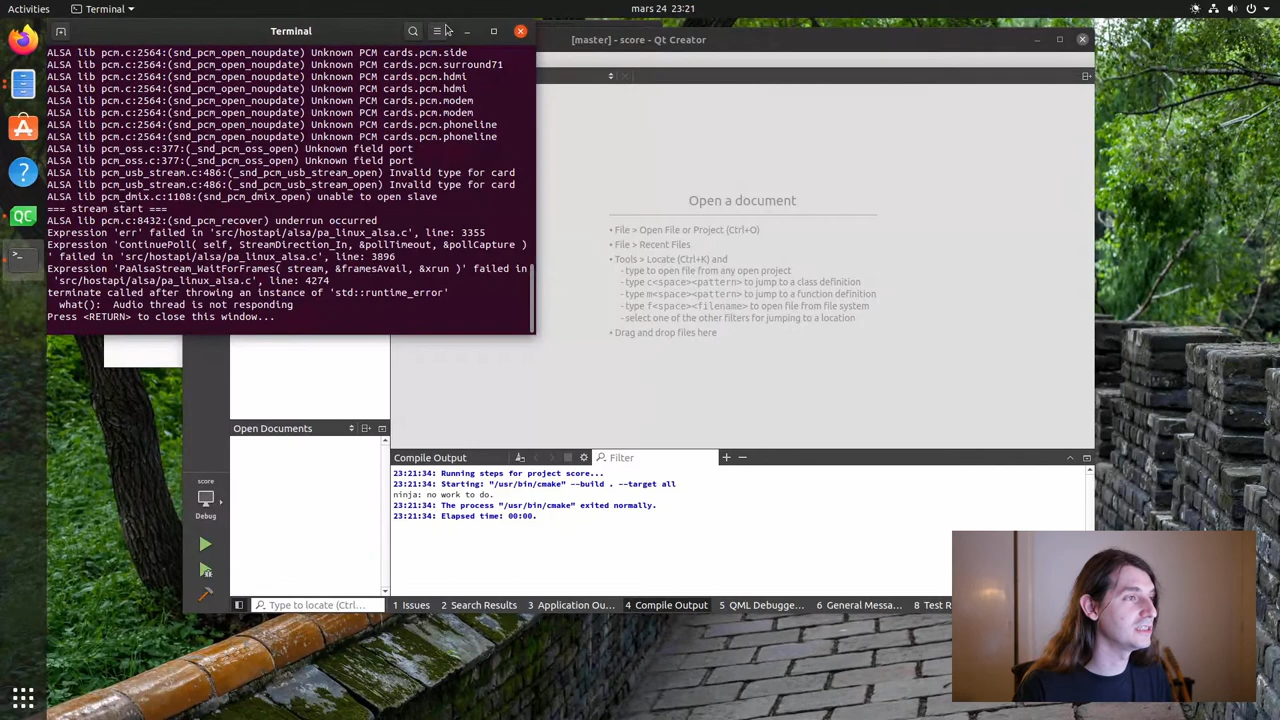 Activities
Terminal
mars 24 23:21
Terminal
ALSA lib pcm.c:2564:(snd_pcm_open_noupdate) Unknown PCM cards.pcm.side
ALSA lib pcm.c:2564:(snd_pcm_open_noupdate) Unknown PCM cards.pcm.surround71
ALSA lib pcm.c:2564:(snd_pcm_open_noupdate) Unknown PCM cards.pcm.hdmi
ALSA lib pcm.c:2564:(snd_pcm_open_noupdate) Unknown PCM cards.pcm.hdmi
ALSA lib pcm.c:2564:(snd_pcm_open_noupdate) Unknown PCM cards.pcm.modem
ALSA lib pcm.c:2564:(snd_pcm_open_noupdate) Unknown PCM cards.pcm.modem
ALSA lib pcm.c:2564:(snd_pcm_open_noupdate) Unknown PCM cards.pcm.phoneline
ALSA lib pcm.c:2564:(snd_pcm_open_noupdate) Unknown PCM cards.pcm.phoneline
ALSA lib pcm_oss.c:377:(_snd_pcm_oss_open) Unknown field port
ALSA lib pcm_oss.c:377:(_snd_pcm_oss_open) Unknown field port
ALSA lib pcm_usb_stream.c:486:(_snd_pcm_usb_stream_open) Invalid type for card
ALSA lib pcm_usb_stream.c:486:(_snd_pcm_usb_stream_open) Invalid type for card
ALSA lib pcm_dmix.c:1108:(snd_pcm_dmix_open) unable to open slave
=== stream start ===
ALSA lib pcm.c:8432:(snd_pcm_recover) underrun occurred
Expression 'err' failed in 'src/hostapi/alsa/pa_linux_alsa.c', line: 3355
Expression 'ContinuePoll( self, StreamDirection_In, &pollTimeout, &pollCapture )
' failed in 'src/hostapi/alsa/pa_linux_alsa.c', line: 3896
Expression 'PaAlsaStream_WaitForFrames( stream, &framesAvail, &xrun )' failed in
'src/hostapi/alsa/pa_linux_alsa.c', line: 4274
terminate called after throwing an instance of 'std::runtime_error'
what(): Audio thread is not responding
Press <RETURN> to close this window...
[master] - score - Qt Creator
Open a document
• File > Open File or Project (Ctrl+O)
• File > Recent Files
• Tools > Locate (Ctrl+K) and
- type to open file from any open project
- type c<space><pattern> to jump to a class definition
- type m<space><pattern> to jump to a function definition
- type f<space><filename> to open file from file system
- select one of the other filters for jumping to a location
• Drag and drop files here
QC
Open Documents
Compile Output
Filter
23:21:34: Running steps for project score...
23:21:34: Starting: "/usr/bin/cmake" --build . --target all
ninja: no work to do.
23:21:34: The process "/usr/bin/cmake" exited normally.
23:21:34: Elapsed time: 00:00.
score
Debug
Type to locate (Ctrl...
1 Issues
2 Search Results
3 Application Ou...
4 Compile Output
5 QML Debugge...
6 General Messa...
8 Test R